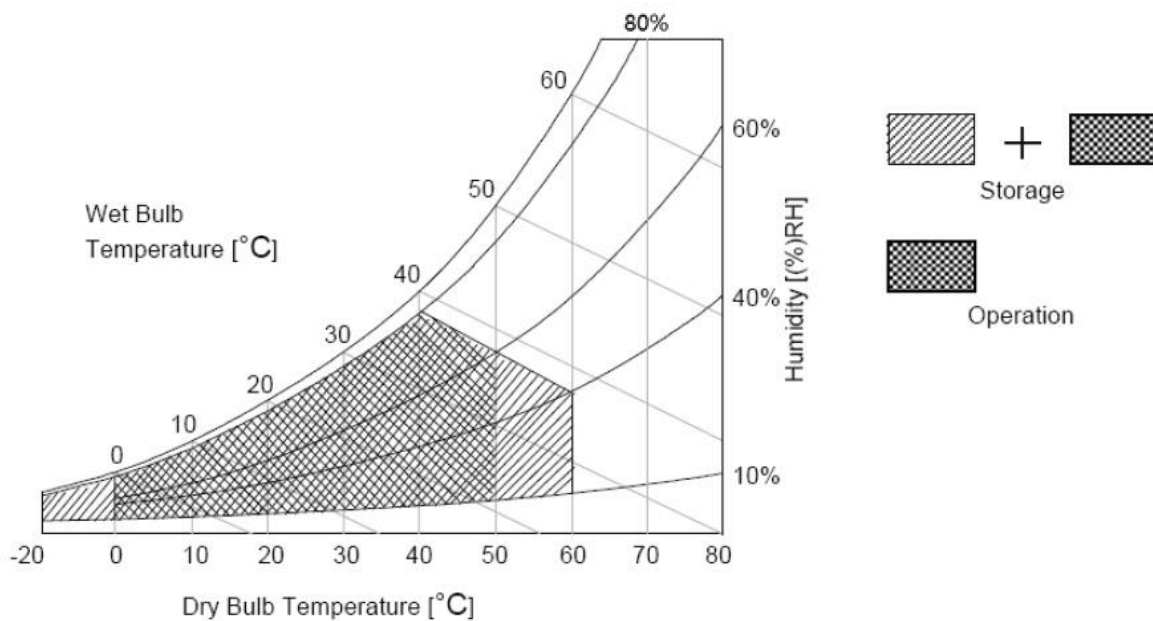 80%
60
60%
50
Wet Bulb
Temperature [°C]
40
30
20
10
0
40%
10%
Humidity [(%)RH]
-20 0 10 20 30 40 50 60 70 80
Dry Bulb Temperature [°C]
+
Storage
Operation